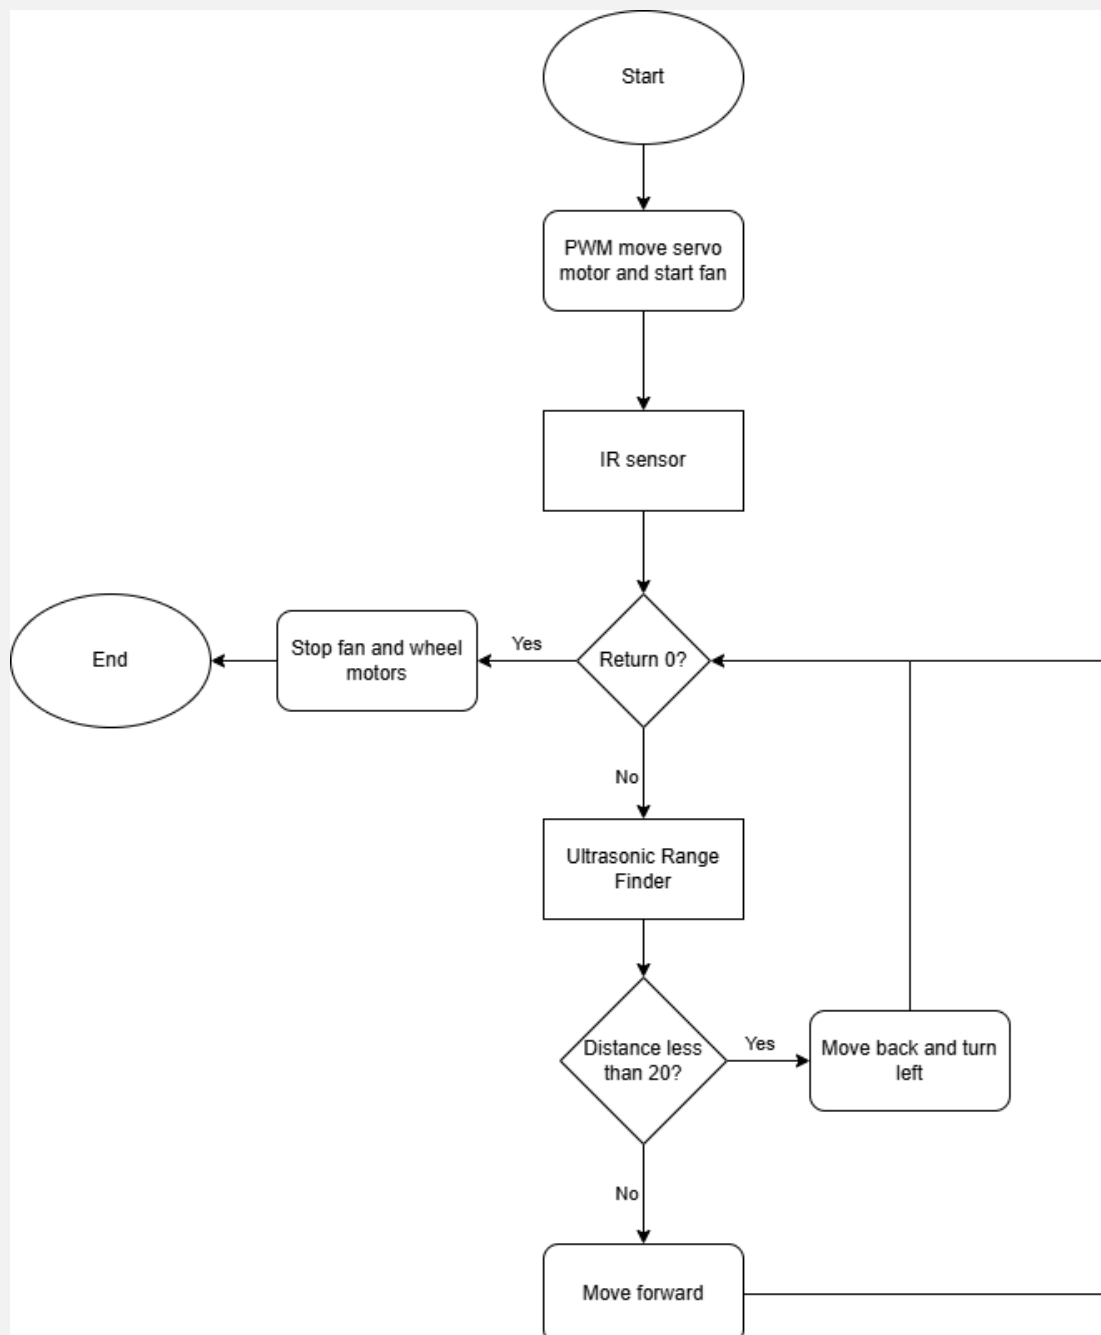 Start
PWM move servo
motor and start fan
IR sensor
End
Stop fan and wheel
motors
Yes
Return 0?
No
Ultrasonic Range
Finder
Distance less
than 20?
Yes
Move back and turn
left
No
Move forward